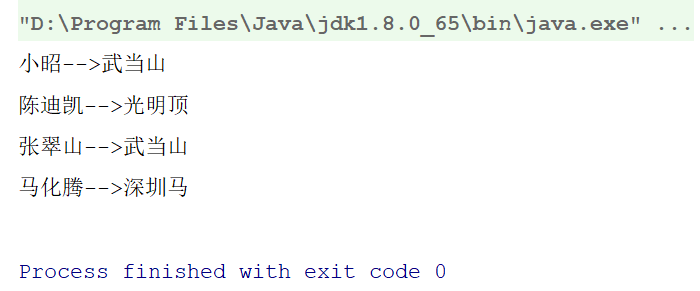 "D:\Program Files\Java\jdk1.8.0_65\bin\java.exe" ...
小昭-->武当山
陈迪凯-->光明顶
张翠山-->武当山
马化腾-->深圳马
Process finished with exit code 0